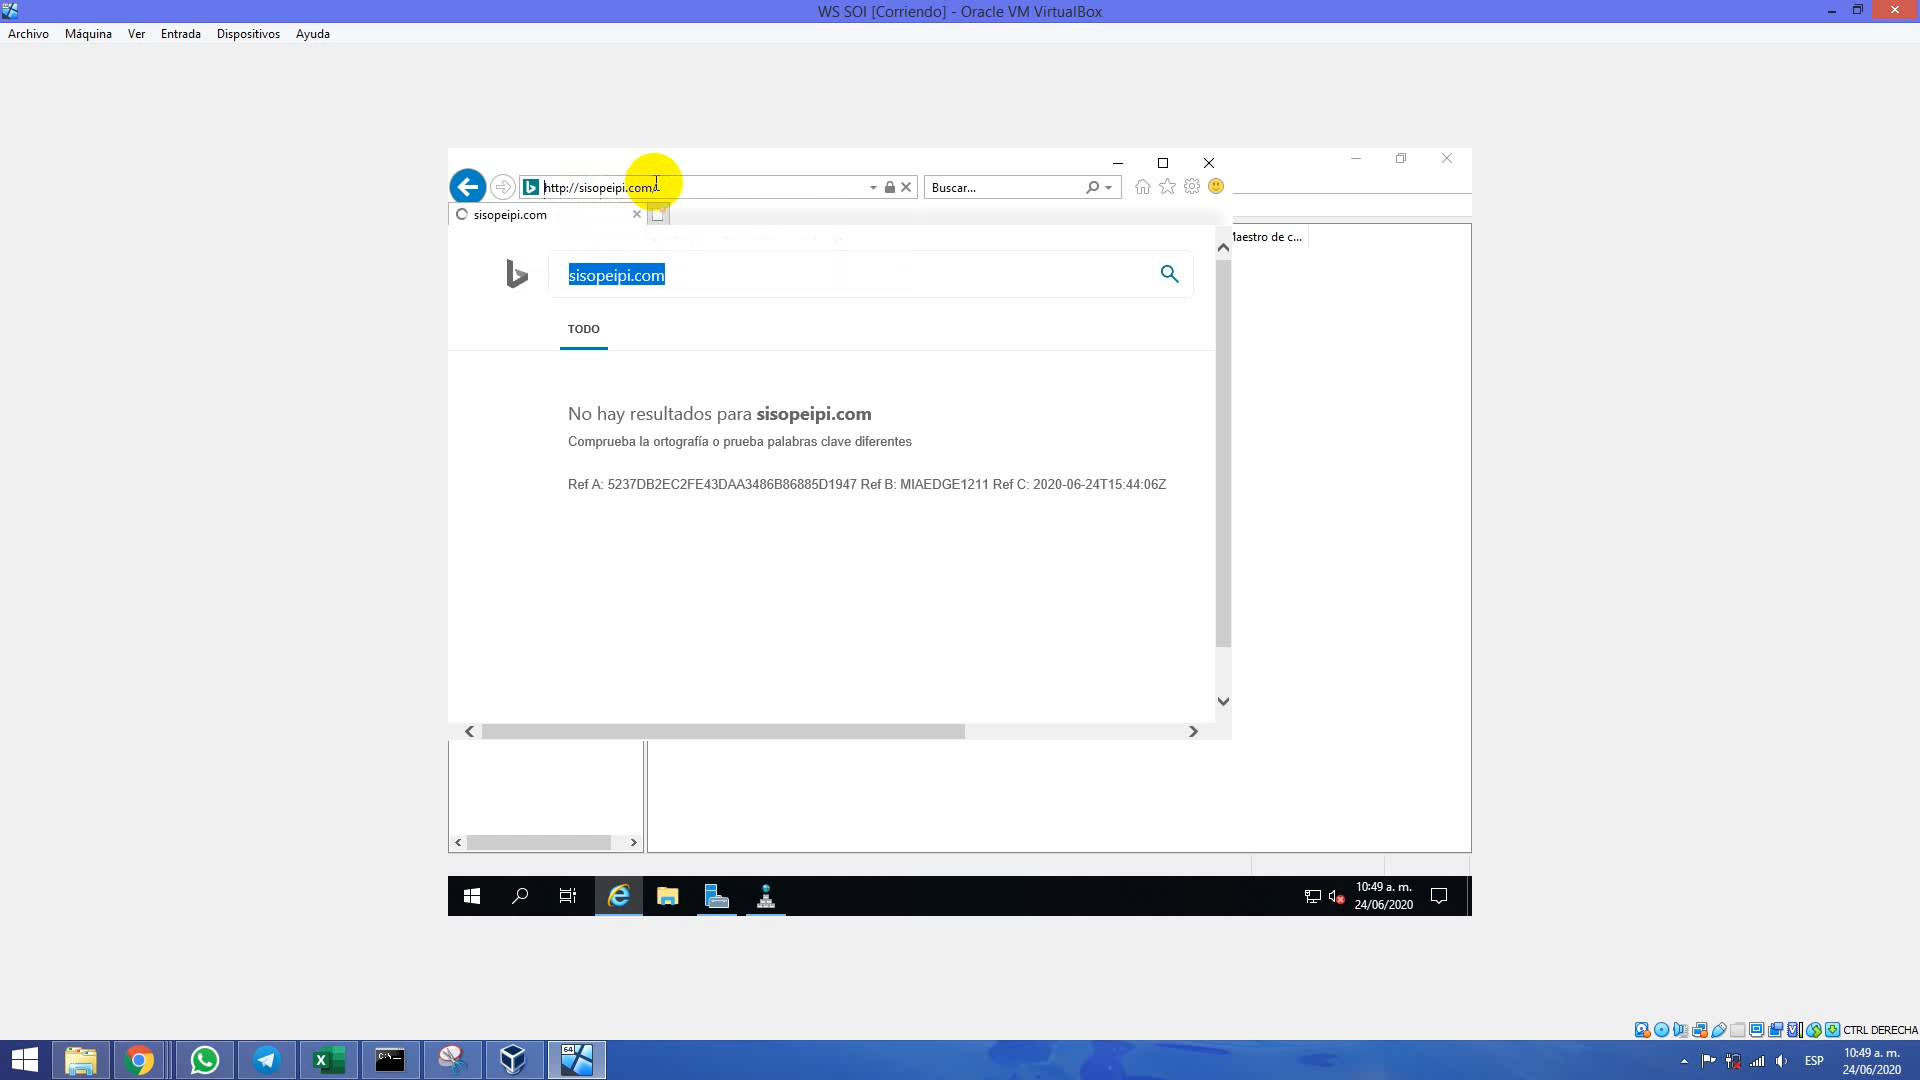 WS SOI [Corriendo] - Oracle VM VirtualBox
Archivo Máquina Ver Entrada Dispositivos Ayuda
http://sisopeipi.com/
Buscar...
sisopeipi.com
Maestro de c...
sisopeipi.com
TODO
No hay resultados para sisopeipi.com
Comprueba la ortografía o prueba palabras clave diferentes
Ref A: 5237DB2EC2FE43DAA3486B86885D1947 Ref B: MIAEDGE1211 Ref C: 2020-06-24T15:44:06Z
10:49 a. m.
24/06/2020
CTRL DERECHA
64
C:\_
ESP
10:49 a. m.
24/06/2020